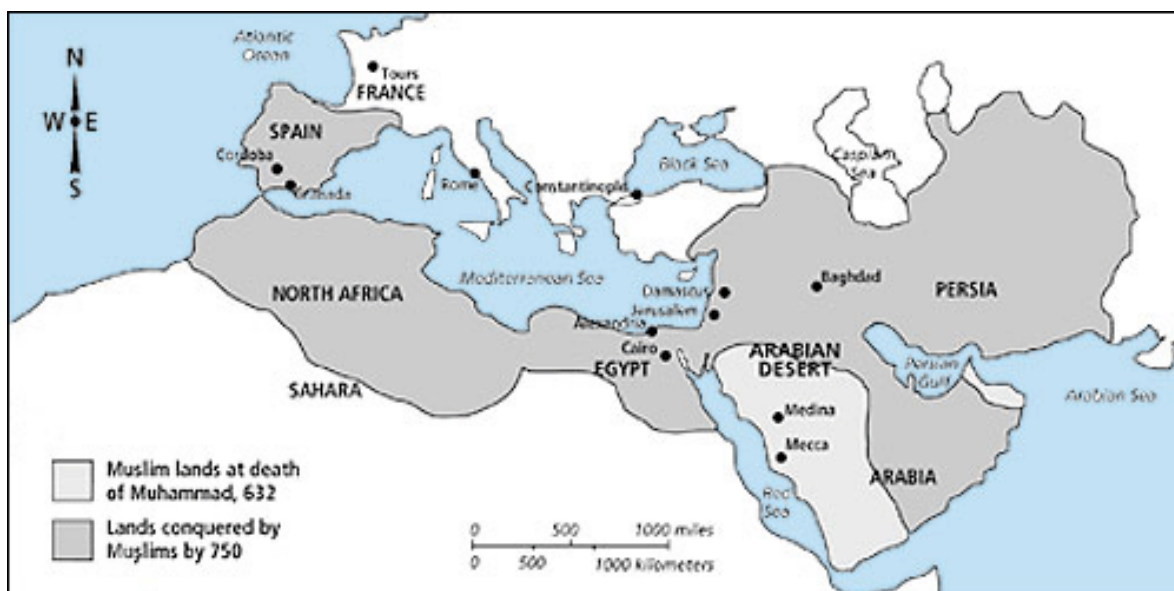 Atlantic
Ocean
N
W E
S
Tours
FRANCE
SPAIN
Cordoba
Granada
Rome
Constantinople
Black Sea
Caspian
Sea
Mediterranean Sea
NORTH AFRICA
Damascus
Jerusalem
Alexandria
Cairo
EGYPT
Baghdad
PERSIA
SAHARA
ARABIAN
DESERT
Persian
Gulf
Arabian Sea
Medina
Mecca
ARABIA
Red
Sea
Muslim lands at death
of Muhammad, 632
Lands conquered by
Muslims by 750
0 500 1000 miles
0 500 1000 kilometers